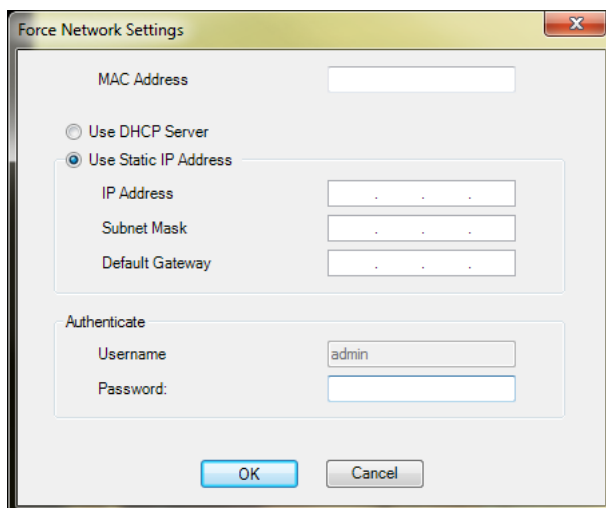 Force Network Settings
MAC Address
Use DHCP Server
Use Static IP Address
IP Address . . .
Subnet Mask . . .
Default Gateway . . .
Authenticate
Username admin
Password:
OK Cancel